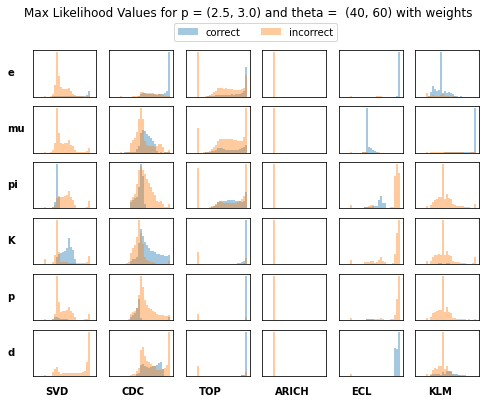 Max Likelihood Values for p = (2.5, 3.0) and theta =  (40, 60) with weights
correct incorrect
e
mu
pi
K
p
d
SVD CDC TOP ARICH ECL KLM